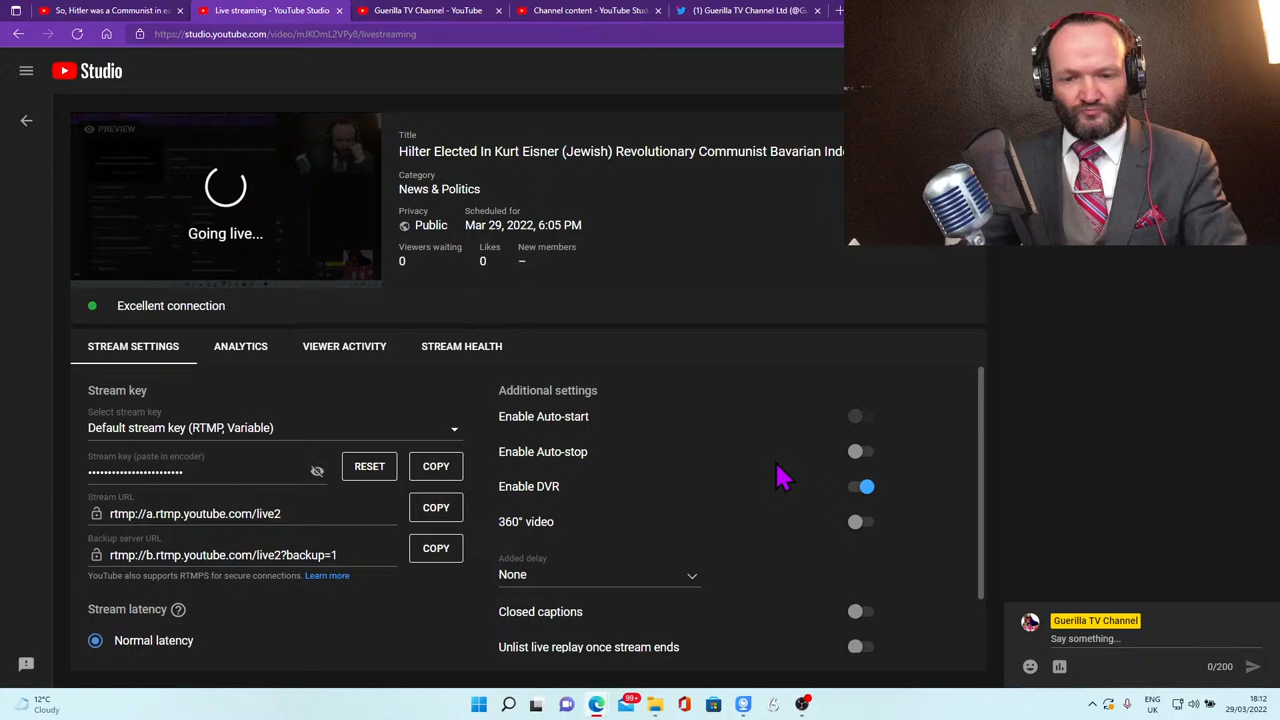 So, Hitler was a Communist in e
Live streaming - YouTube Studio
Guerilla TV Channel - YouTube
Channel content - YouTube Studio
(1) Guerilla TV Channel Ltd (@Gu
https://studio.youtube.com/video/mJKOmL2VPy8/livestreaming
Studio
PREVIEW
Going live...
Title
Hilter Elected In Kurt Eisner (Jewish) Revolutionary Communist Bavarian Inde
Category
News & Politics
Privacy
Public
Scheduled for
Mar 29, 2022, 6:05 PM
Viewers waiting
0
Likes
0
New members
–
Excellent connection
STREAM SETTINGS
ANALYTICS
VIEWER ACTIVITY
STREAM HEALTH
Stream key
Select stream key
Default stream key (RTMP, Variable)
Stream key (paste in encoder)
••••••••••••••••••••••••
RESET
COPY
Stream URL
rtmp://a.rtmp.youtube.com/live2
COPY
Backup server URL
rtmp://b.rtmp.youtube.com/live2?backup=1
COPY
YouTube also supports RTMPS for secure connections. Learn more
Stream latency
Normal latency
Additional settings
Enable Auto-start
Enable Auto-stop
Enable DVR
360° video
Added delay
None
Closed captions
Unlist live replay once stream ends
Guerilla TV Channel
Say something...
0/200
12°C
Cloudy
99+
ENG
UK
18:12
29/03/2022